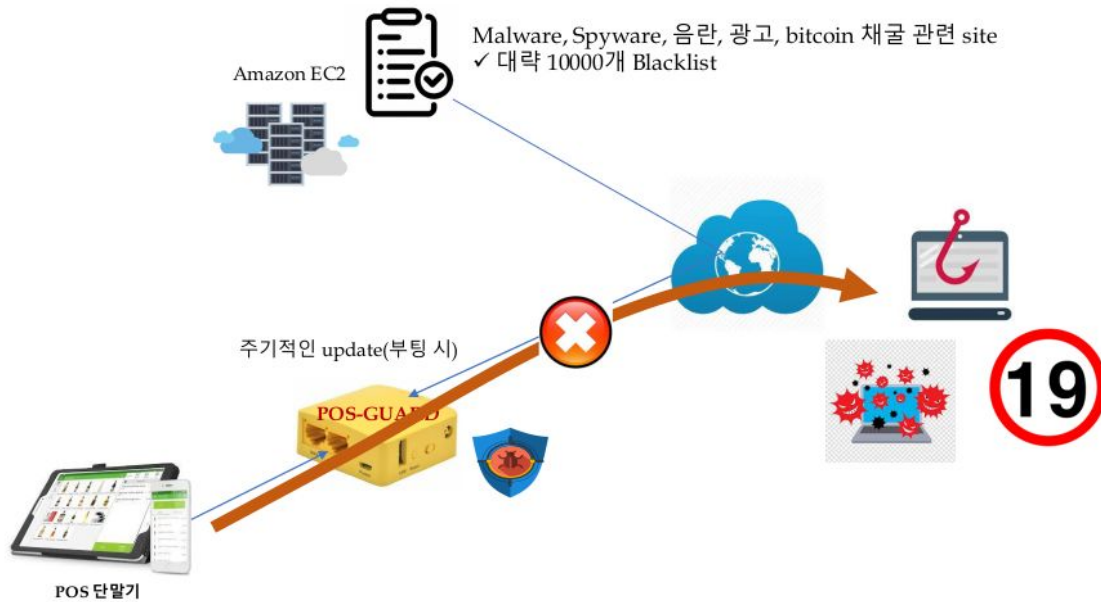 Malware, Spyware, 음란, 광고, bitcoin 채굴 관련 site
✓ 대략 10000개 Blacklist
Amazon EC2
주기적인 update(부팅 시)
POS-GUARD
19
POS 단말기